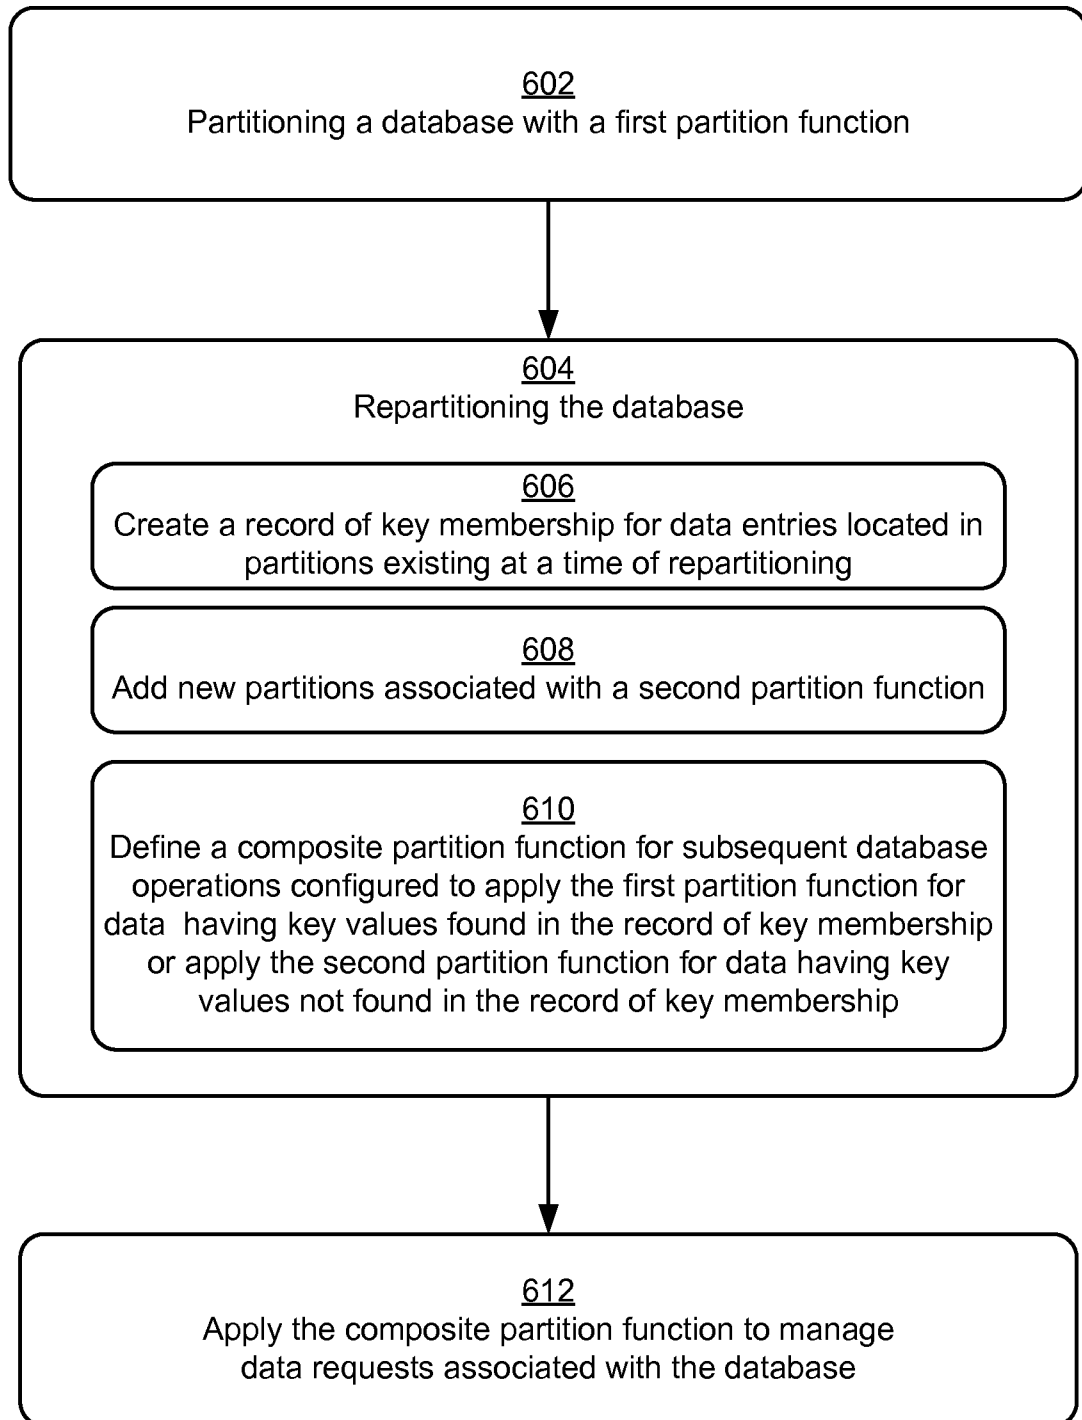 602
Partitioning a database with a first partition function
604
Repartitioning the database
606
Create a record of key membership for data entries located in
partitions existing at a time of repartitioning
608
Add new partitions associated with a second partition function
610
Define a composite partition function for subsequent database
operations configured to apply the first partition function for
data  having key values found in the record of key membership
or apply the second partition function for data having key
values not found in the record of key membership
612
Apply the composite partition function to manage
data requests associated with the database